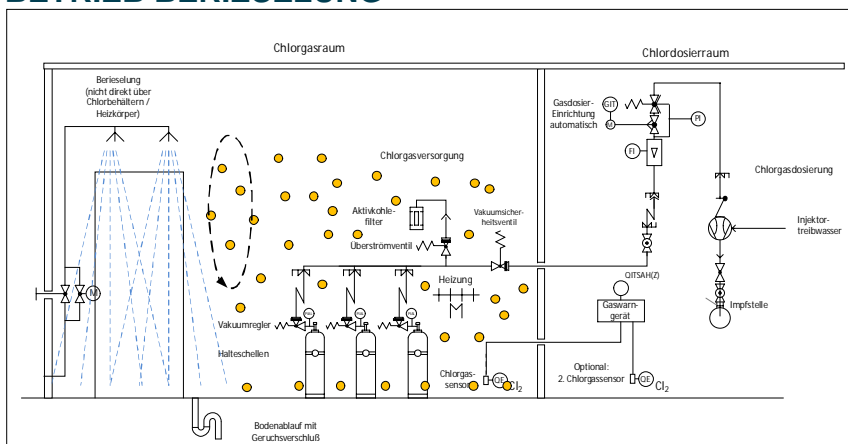 BETRIEB BERIESELUNG
Chlorgasraum
Chlordosierraum
Berieselung
(nicht direkt über
Chlorbehältern /
Heizkörper)
Gasdosier-
Einrichtung
automatisch
GIT
M
PI
FI
Chlorgasversorgung
Chlorgasdosierung
Aktivkohle-
filter
Vakuumsicher-
heitsventil
Überströmventil
Injektor-
treibwasser
Heizung
QITSAH(Z)
Gaswarn-
gerät
Impfstelle
M
Vakuumregler
Halteschellen
Chlorgas-
sensor
QE
Cl2
Optional:
2. Chlorgassensor
QE
Cl2
Bodenablauf mit
Geruchsverschluß